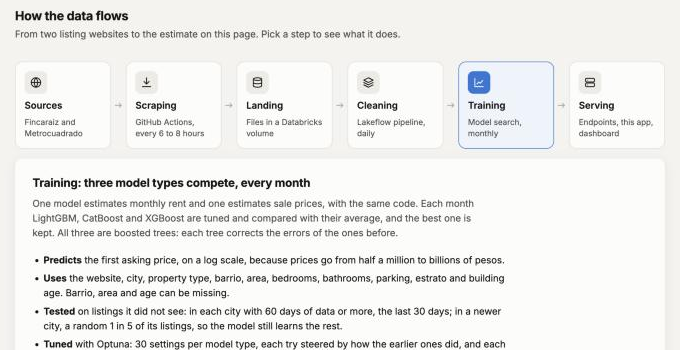 How the data flows
From two listing websites to the estimate on this page. Pick a step to see what it does.
Sources
Fincaraiz and
Metrocuadrado
→
Scraping
GitHub Actions,
every 6 to 8 hours
→
Landing
Files in a Databricks
volume
→
Cleaning
Lakeflow pipeline,
daily
→
Training
Model search,
monthly
→
Serving
Endpoints, this app,
dashboard
Training: three model types compete, every month
One model estimates monthly rent and one estimates sale prices, with the same code. Each month
LightGBM, CatBoost and XGBoost are tuned and compared with their average, and the best one is
kept. All three are boosted trees: each tree corrects the errors of the ones before.
• Predicts the first asking price, on a log scale, because prices go from half a million to billions of pesos.
• Uses the website, city, property type, barrio, area, bedrooms, bathrooms, parking, estrato and building
age. Barrio, area and age can be missing.
• Tested on listings it did not see: in each city with 60 days of data or more, the last 30 days; in a newer
city, a random 1 in 5 of its listings, so the model still learns the rest.
• Tuned with Optuna: 30 settings per model type, each try steered by how the earlier ones did, and each